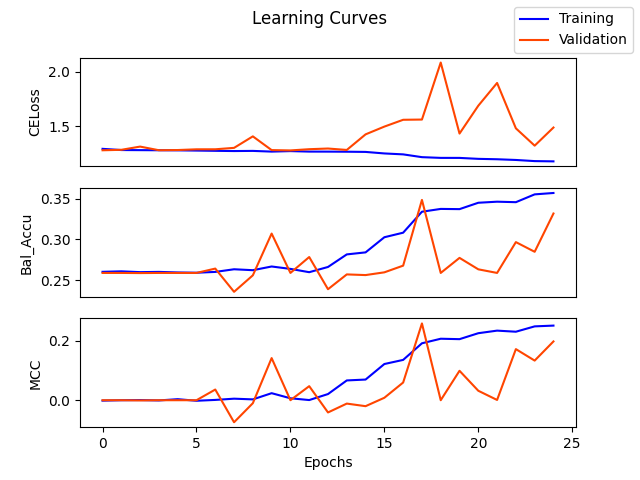 Learning Curves
Training
Validation
2.0
1.5
CELoss
0.35
0.30
0.25
Bal_Accu
0.2
0.0
MCC
0 5 10 15 20 25
Epochs